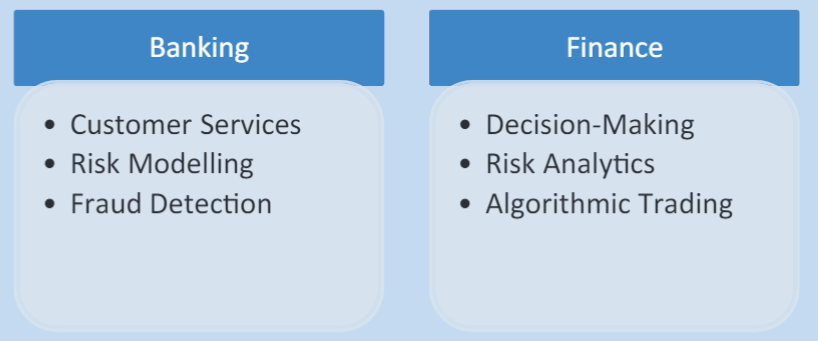 Banking
• Customer Services
• Risk Modelling
• Fraud Detection
Finance
• Decision-Making
• Risk Analytics
• Algorithmic Trading